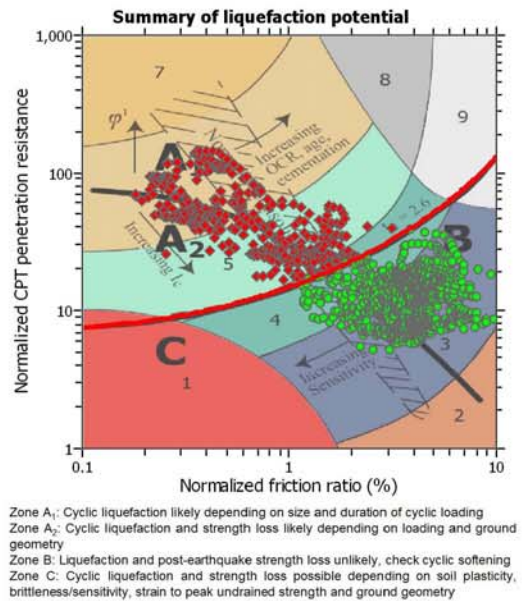 Summary of liquefaction potential
1,000
7
8
9
φ'
Increasing
OCR, age,
cementation
100
A
= 2.6
B
A2
Increasing Ic
5
10
4
3
C
1
Increasing
Sensitivity
2
1
0.1
1
10
Normalized CPT penetration resistance
Normalized friction ratio (%)
Zone A1: Cyclic liquefaction likely depending on size and duration of cyclic loading
Zone A2: Cyclic liquefaction and strength loss likely depending on loading and ground
geometry
Zone B: Liquefaction and post-earthquake strength loss unlikely, check cyclic softening
Zone C: Cyclic liquefaction and strength loss possible depending on soil plasticity,
brittleness/sensitivity, strain to peak undrained strength and ground geometry